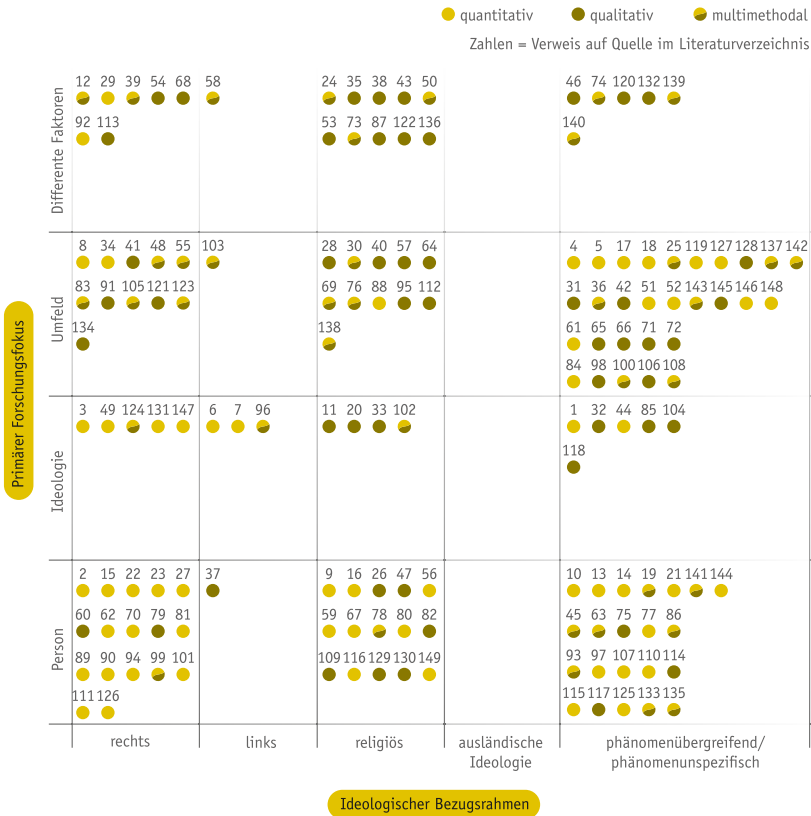 quantitativ qualitativ multimethodal
Zahlen = Verweis auf Quelle im Literaturverzeichnis
Primärer Forschungsfokus
Differente Faktoren
12 29 39 54 68 58 24 35 38 43 50 46 74 120 132 139
92 113 53 73 87 122 136 140
Umfeld
8 34 41 48 55 103 28 30 40 57 64 4 5 17 18 25 119 127 128 137 142
83 91 105 121 123 69 76 88 95 112 31 36 42 51 52 143 145 146 148
134 138 61 65 66 71 72
84 98 100 106 108
Ideologie
3 49 124 131 147 6 7 96 11 20 33 102 1 32 44 85 104
118
Person
2 15 22 23 27 37 9 16 26 47 56 10 13 14 19 21 141 144
60 62 70 79 81 59 67 78 80 82 45 63 75 77 86
89 90 94 99 101 109 116 129 130 149 93 97 107 110 114
111 126 115 117 125 133 135
rechts links religiös ausländische phänomenübergreifend/
Ideologie phänomenunspezifisch
Ideologischer Bezugsrahmen